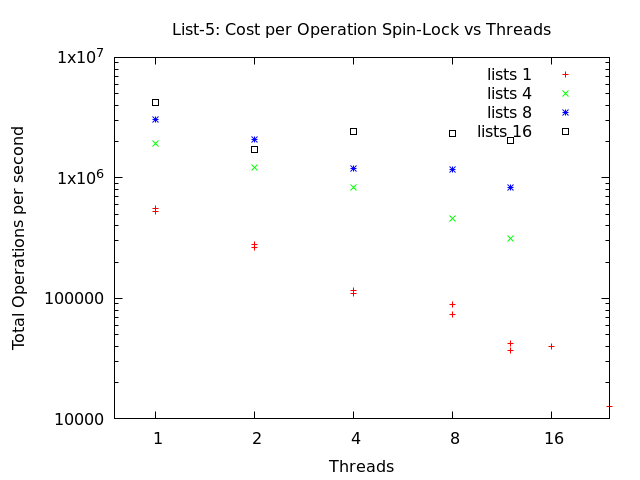 List-5: Cost per Operation Spin-Lock vs Threads
Total Operations per second
1x10^7
1x10^6
100000
10000
lists 1
lists 4
lists 8
lists 16
1 2 4 8 16
Threads